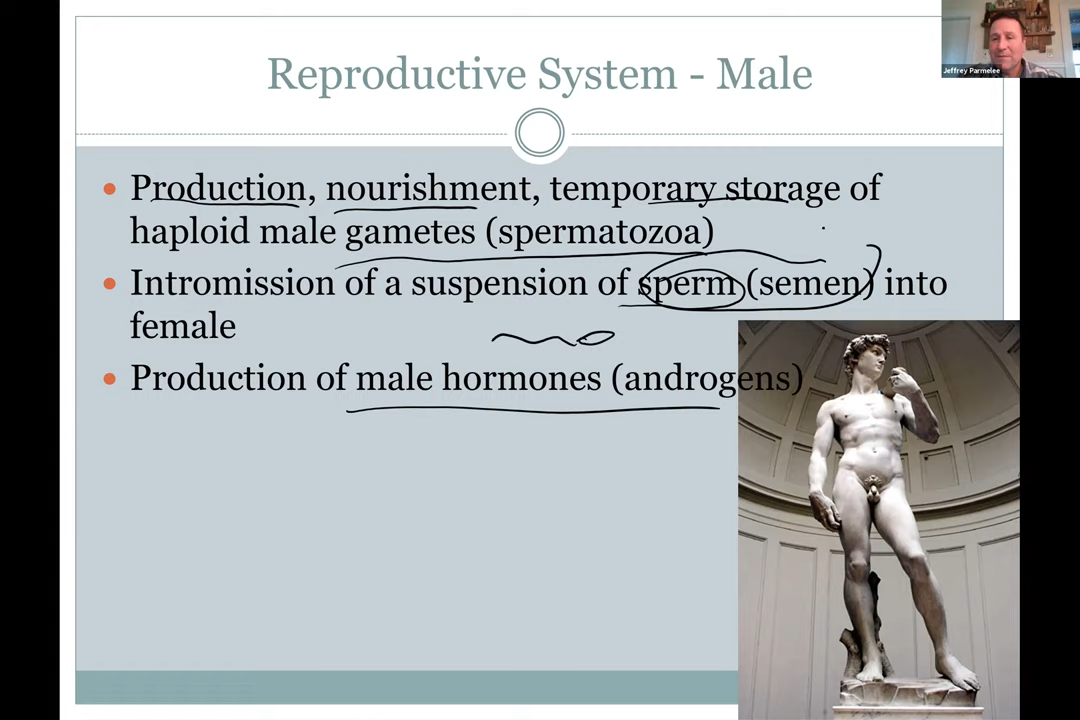 Jeffrey Parmelee
Reproductive System - Male
Production, nourishment, temporary storage of
haploid male gametes (spermatozoa)
Intromission of a suspension of sperm (semen) into
female
Production of male hormones (androgens)